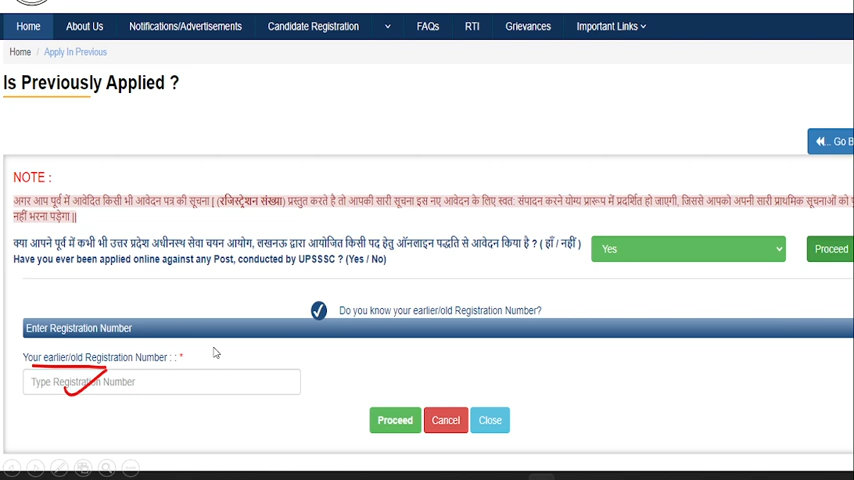 Home About Us Notifications/Advertisements Candidate Registration FAQs RTI Grievances Important Links
Home / Apply In Previous
Is Previously Applied ?
Go B
NOTE :
अगर आप पूर्व में आवेदित किसी भी आवेदन पत्र की सूचना [ (रजिस्ट्रेशन संख्या) प्रस्तुत करते है तो आपकी सारी सूचना इस नए आवेदन के लिए स्वत: संपादन करने योग्य प्रारूप में प्रदर्शित हो जाएगी, जिससे आपको अपनी सारी प्राथमिक सूचनाओं को
नहीं भरना पड़ेगा ||
क्या आपने पूर्व में कभी भी उत्तर प्रदेश अधीनस्थ सेवा चयन आयोग, लखनऊ द्वारा आयोजित किसी पद हेतु ऑनलाइन पद्धति से आवेदन किया है ? ( हाँ / नहीं ) Yes Proceed
Have you ever been applied online against any Post, conducted by UPSSSC ? (Yes / No)
Do you know your earlier/old Registration Number?
Enter Registration Number
Your earlier/old Registration Number : : *
Type Registration Number
Proceed Cancel Close